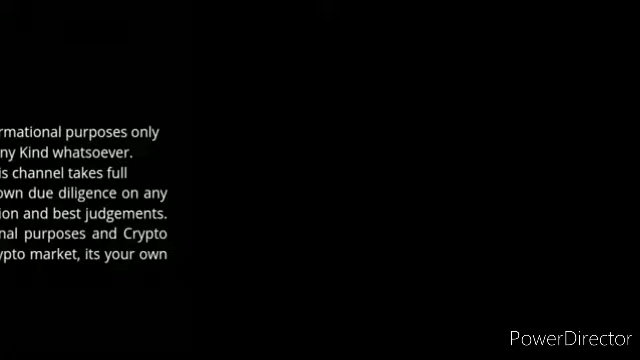 rmational purposes only
ny Kind whatsoever.
is channel takes full
own due diligence on any
ion and best judgements.
nal purposes and Crypto
ypto market, its your own
PowerDirector